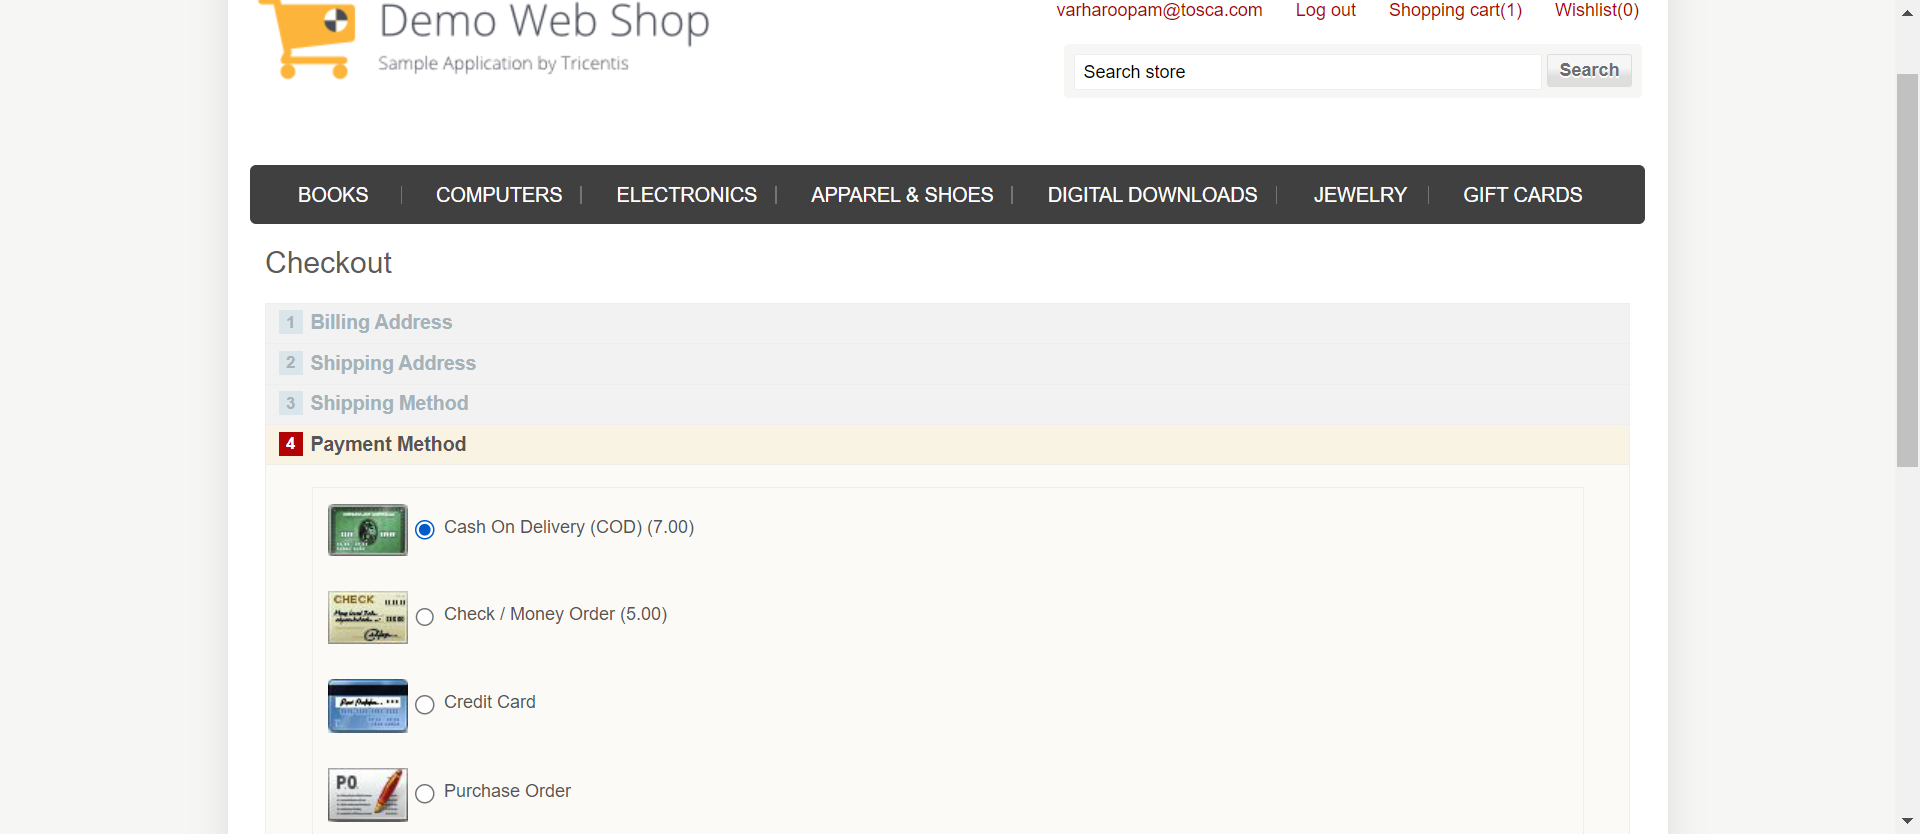 Demo Web Shop
Sample Application by Tricentis
varharoopam@tosca.com Log out Shopping cart(1) Wishlist(0)
Search store Search
BOOKS COMPUTERS ELECTRONICS APPAREL & SHOES DIGITAL DOWNLOADS JEWELRY GIFT CARDS
Checkout
1 Billing Address
2 Shipping Address
3 Shipping Method
4 Payment Method
Cash On Delivery (COD) (7.00)
CHECK
Check / Money Order (5.00)
Credit Card
P.O.
Purchase Order